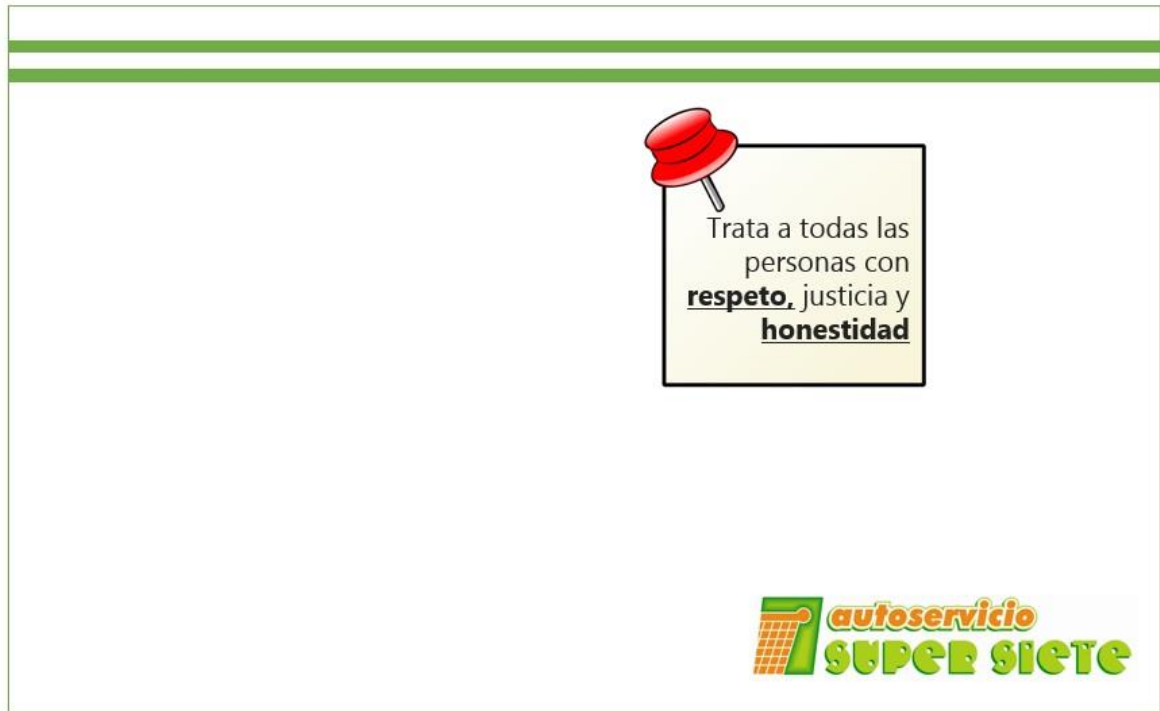 Trata a todas las
personas con
respeto, justicia y
honestidad
autoservicio
SUPER SIETE